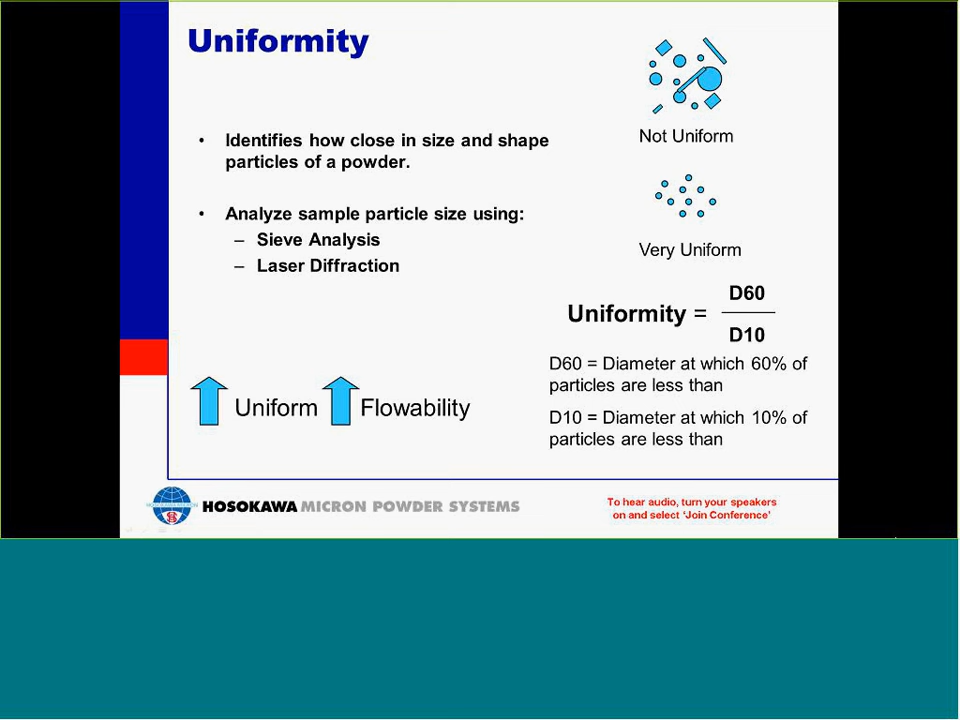 Uniformity
• Identifies how close in size and shape
particles of a powder.
• Analyze sample particle size using:
– Sieve Analysis
– Laser Diffraction
Uniform
Flowability
Not Uniform
Very Uniform
Uniformity =
D60
D10
D60 = Diameter at which 60% of
particles are less than
D10 = Diameter at which 10% of
particles are less than
HOSOKAWA MICRON POWDER SYSTEMS
To hear audio, turn your speakers
on and select 'Join Conference'